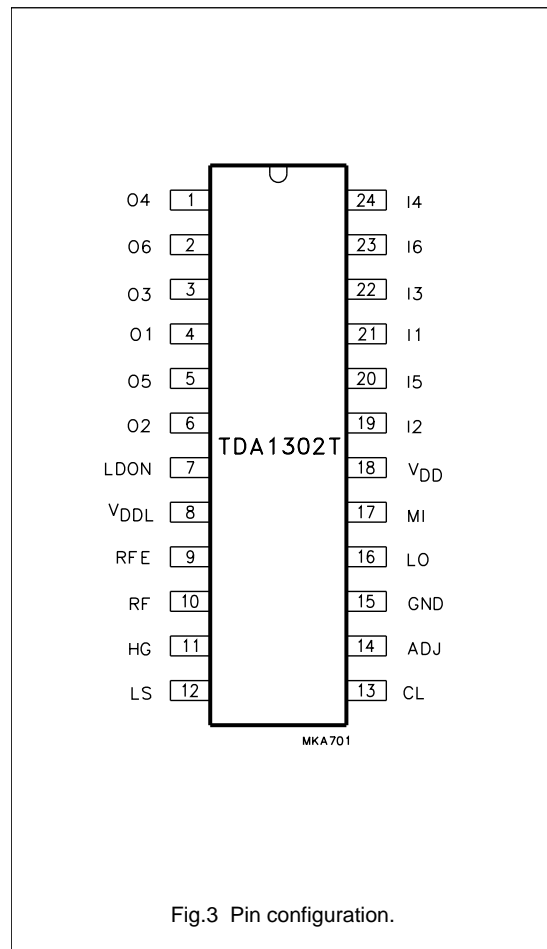 O4 1 24 I4
O6 2 23 I6
O3 3 22 I3
O1 4 21 I1
O5 5 20 I5
O2 6 19 I2
TDA1302T
LDON 7 18 VDD
VDDL 8 17 MI
RFE 9 16 LO
RF 10 15 GND
HG 11 14 ADJ
LS 12 13 CL
MKA701
Fig.3 Pin configuration.